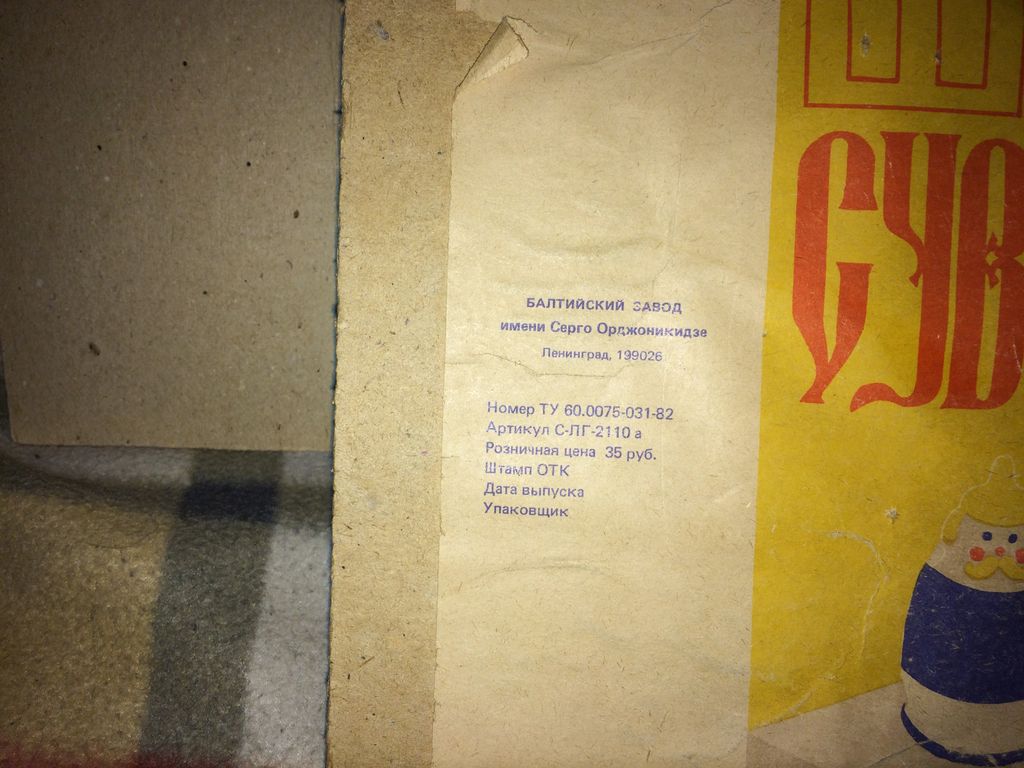 БАЛТИЙСКИЙ ЗАВОД
имени Серго Орджоникидзе
Ленинград, 199026
Номер ТУ 60.0075-031-82
Артикул С-ЛГ-2110 а
Розничная цена 35 руб.
Штамп ОТК
Дата выпуска
Упаковщик
СУВ